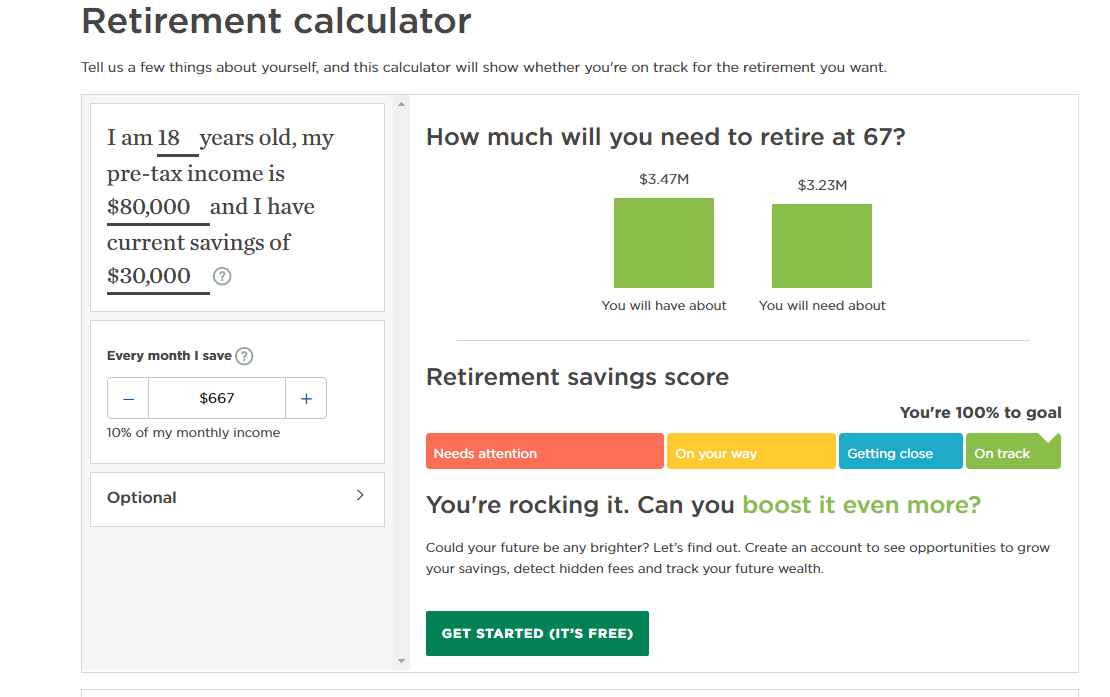 Retirement calculator
Tell us a few things about yourself, and this calculator will show whether you're on track for the retirement you want.
I am 18 years old, my
pre-tax income is
$80,000 and I have
current savings of
$30,000 ?
Every month I save ?
– $667 +
10% of my monthly income
Optional
How much will you need to retire at 67?
$3.47M
$3.23M
You will have about
You will need about
Retirement savings score
You're 100% to goal
Needs attention
On your way
Getting close
On track
You're rocking it. Can you boost it even more?
Could your future be any brighter? Let’s find out. Create an account to see opportunities to grow
your savings, detect hidden fees and track your future wealth.
GET STARTED (IT’S FREE)